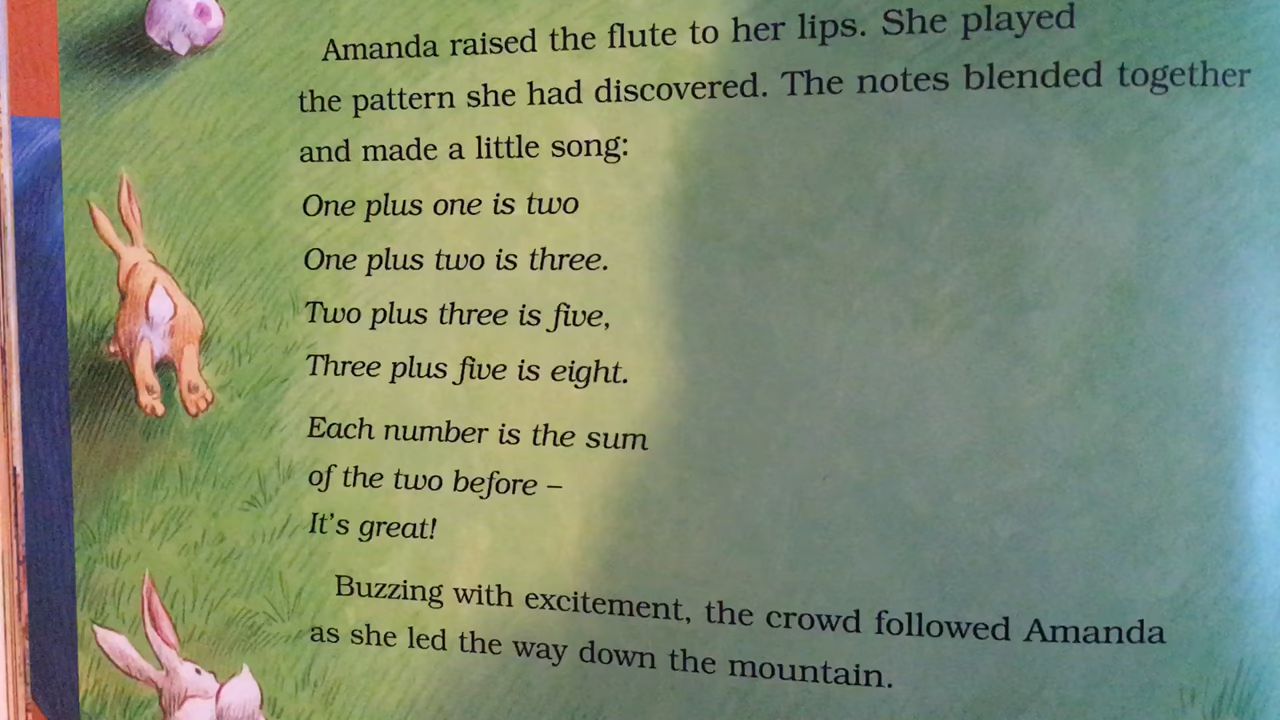 Amanda raised the flute to her lips. She played
the pattern she had discovered. The notes blended together
and made a little song:
One plus one is two
One plus two is three.
Two plus three is five,
Three plus five is eight.
Each number is the sum
of the two before –
It's great!
Buzzing with excitement, the crowd followed Amanda
as she led the way down the mountain.